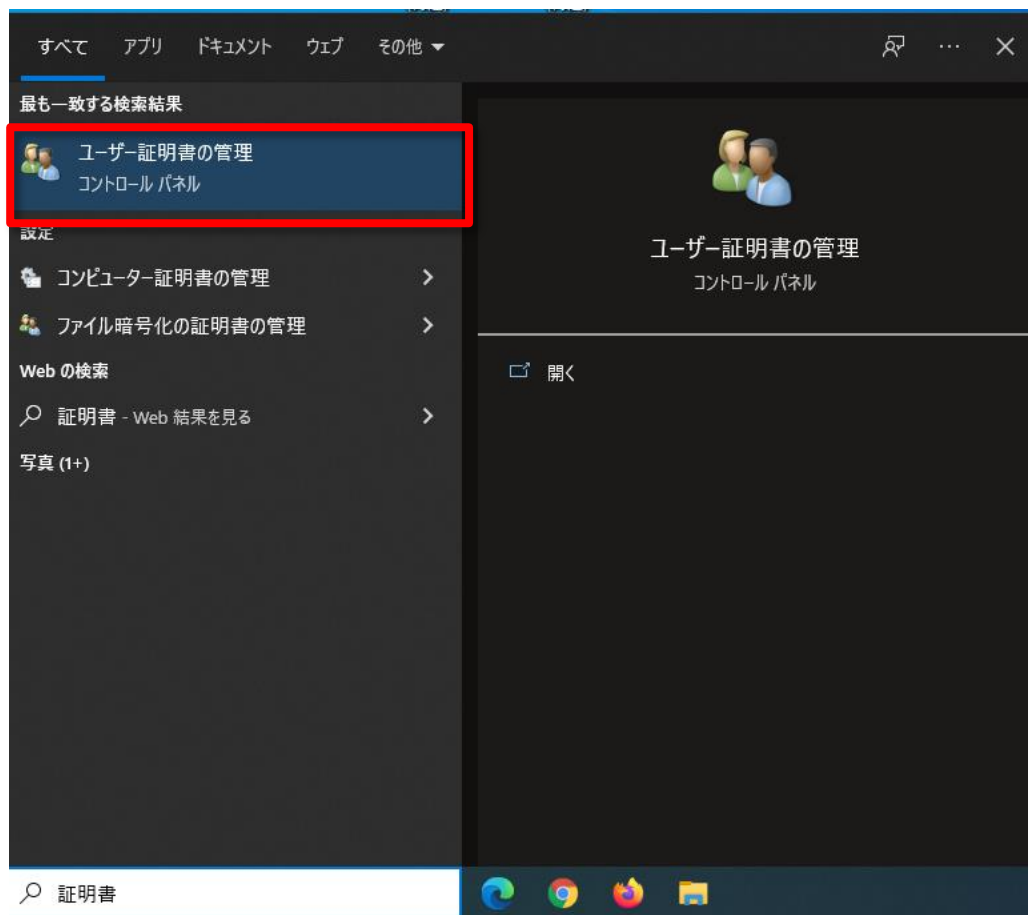 すべて アプリ ドキュメント ウェブ その他
最も一致する検索結果
ユーザー証明書の管理
コントロール パネル
設定
コンピューター証明書の管理
ファイル暗号化の証明書の管理
Web の検索
証明書 - Web 結果を見る
写真 (1+)
ユーザー証明書の管理
コントロール パネル
開く
証明書